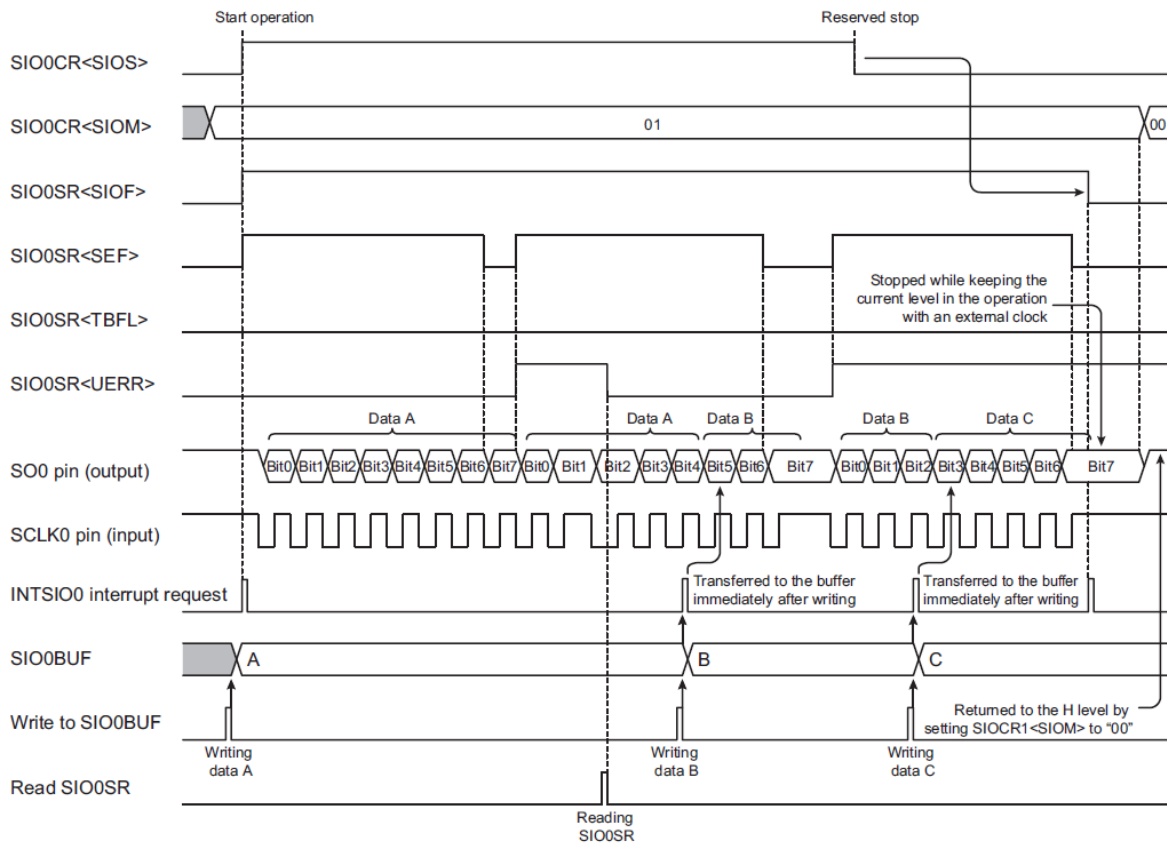 Start operation
Reserved stop
SIO0CR<SIOS>
SIO0CR<SIOM>
01
00
SIO0SR<SIOF>
SIO0SR<SEF>
Stopped while keeping the
current level in the operation
with an external clock
SIO0SR<TBFL>
SIO0SR<UERR>
Data A
Data A
Data B
Data B
Data C
SO0 pin (output)
Bit0 Bit1 Bit2 Bit3 Bit4 Bit5 Bit6 Bit7 Bit0 Bit1 Bit2 Bit3 Bit4 Bit5 Bit6 Bit7 Bit0 Bit1 Bit2 Bit3 Bit4 Bit5 Bit6 Bit7
SCLK0 pin (input)
INTSIO0 interrupt request
Transferred to the buffer
immediately after writing
Transferred to the buffer
immediately after writing
SIO0BUF
A
B
C
Write to SIO0BUF
Writing
data A
Writing
data B
Writing
data C
Returned to the H level by
setting SIOCR1<SIOM> to “00”
Read SIO0SR
Reading
SIO0SR